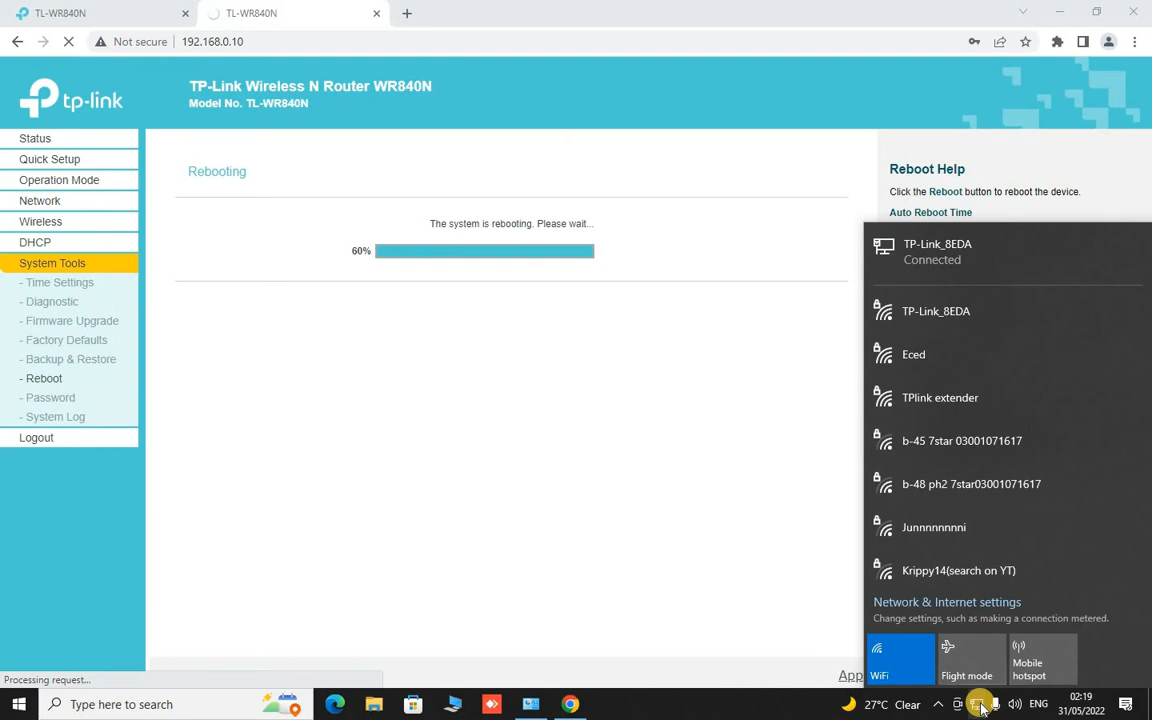 TL-WR840N
TL-WR840N
Not secure
192.168.0.10
tp-link
TP-Link Wireless N Router WR840N
Model No. TL-WR840N
Status
Quick Setup
Operation Mode
Network
Wireless
DHCP
System Tools
- Time Settings
- Diagnostic
- Firmware Upgrade
- Factory Defaults
- Backup & Restore
- Reboot
- Password
- System Log
Logout
Rebooting
The system is rebooting. Please wait...
60%
Reboot Help
Click the Reboot button to reboot the device.
Auto Reboot Time
TP-Link_8EDA
Connected
TP-Link_8EDA
Eced
TPlink extender
b-45 7star 03001071617
b-48 ph2 7star03001071617
Junnnnnnnni
Krippy14(search on YT)
Network & Internet settings
Change settings, such as making a connection metered.
WiFi
Flight mode
Mobile
hotspot
App
Processing request...
Type here to search
27°C Clear
ENG
02:19
31/05/2022